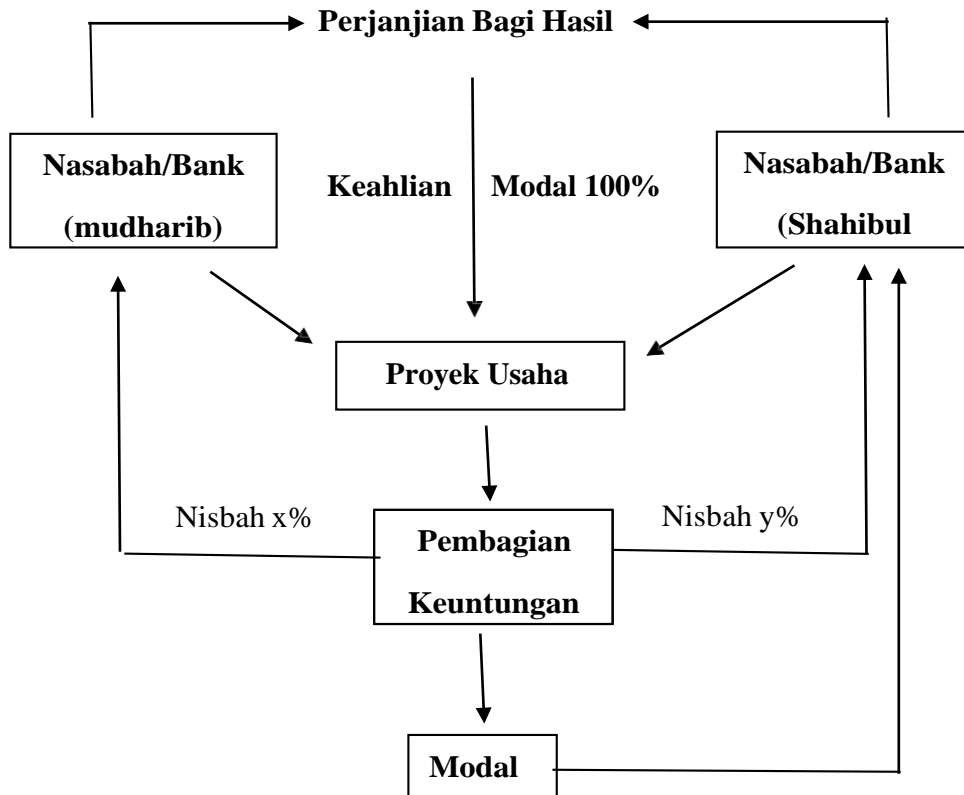 Perjanjian Bagi Hasil
Nasabah/Bank
(mudharib)
Keahlian
Modal 100%
Nasabah/Bank
(Shahibul
Proyek Usaha
Nisbah x%
Pembagian
Keuntungan
Nisbah y%
Modal